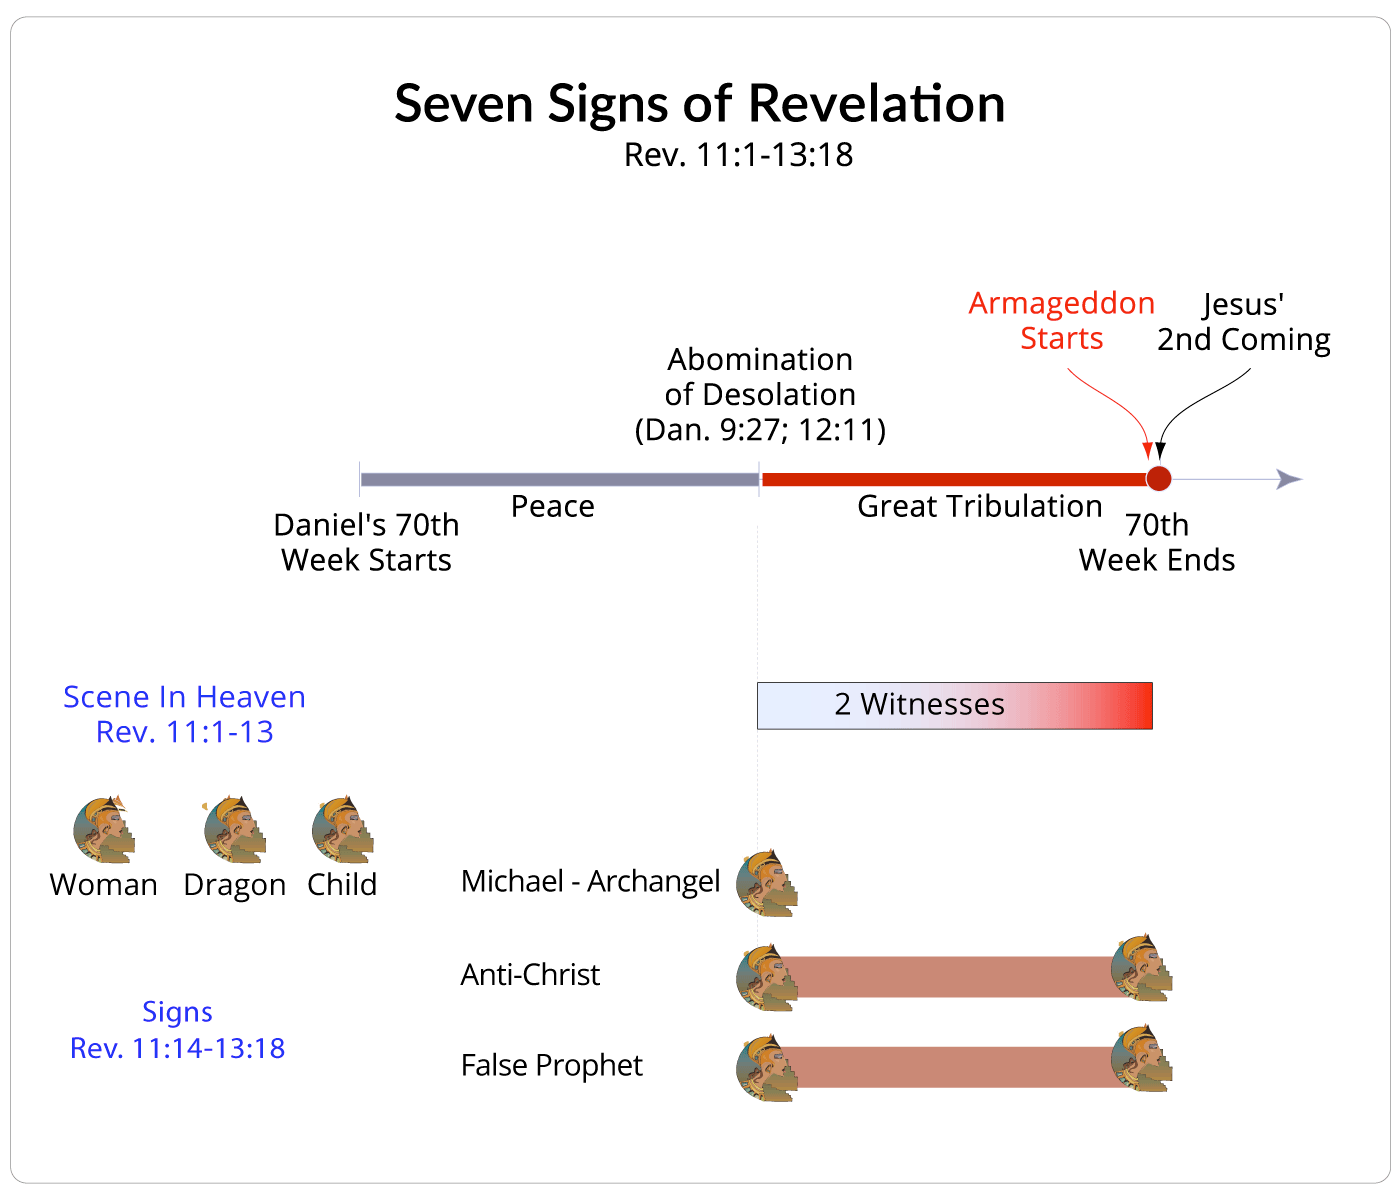 Seven Signs of Revelation
Rev. 11:1-13:18
Armageddon
Starts
Jesus'
2nd Coming
Abomination
of Desolation
(Dan. 9:27; 12:11)
Peace
Great Tribulation
Daniel's 70th
Week Starts
70th
Week Ends
Scene In Heaven
Rev. 11:1-13
2 Witnesses
Woman
Dragon
Child
Michael - Archangel
Anti-Christ
Signs
Rev. 11:14-13:18
False Prophet